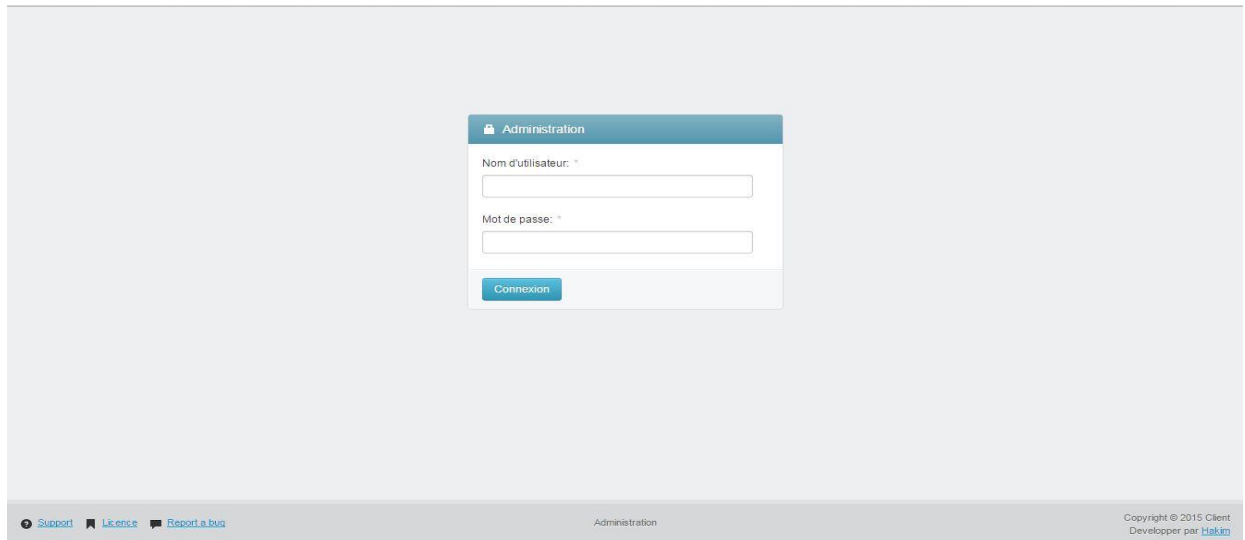 Administration
Nom d'utilisateur: *
Mot de passe: *
Connexion
Support Licence Report a bug
Administration
Copyright © 2015 Client
Developper par Hakim